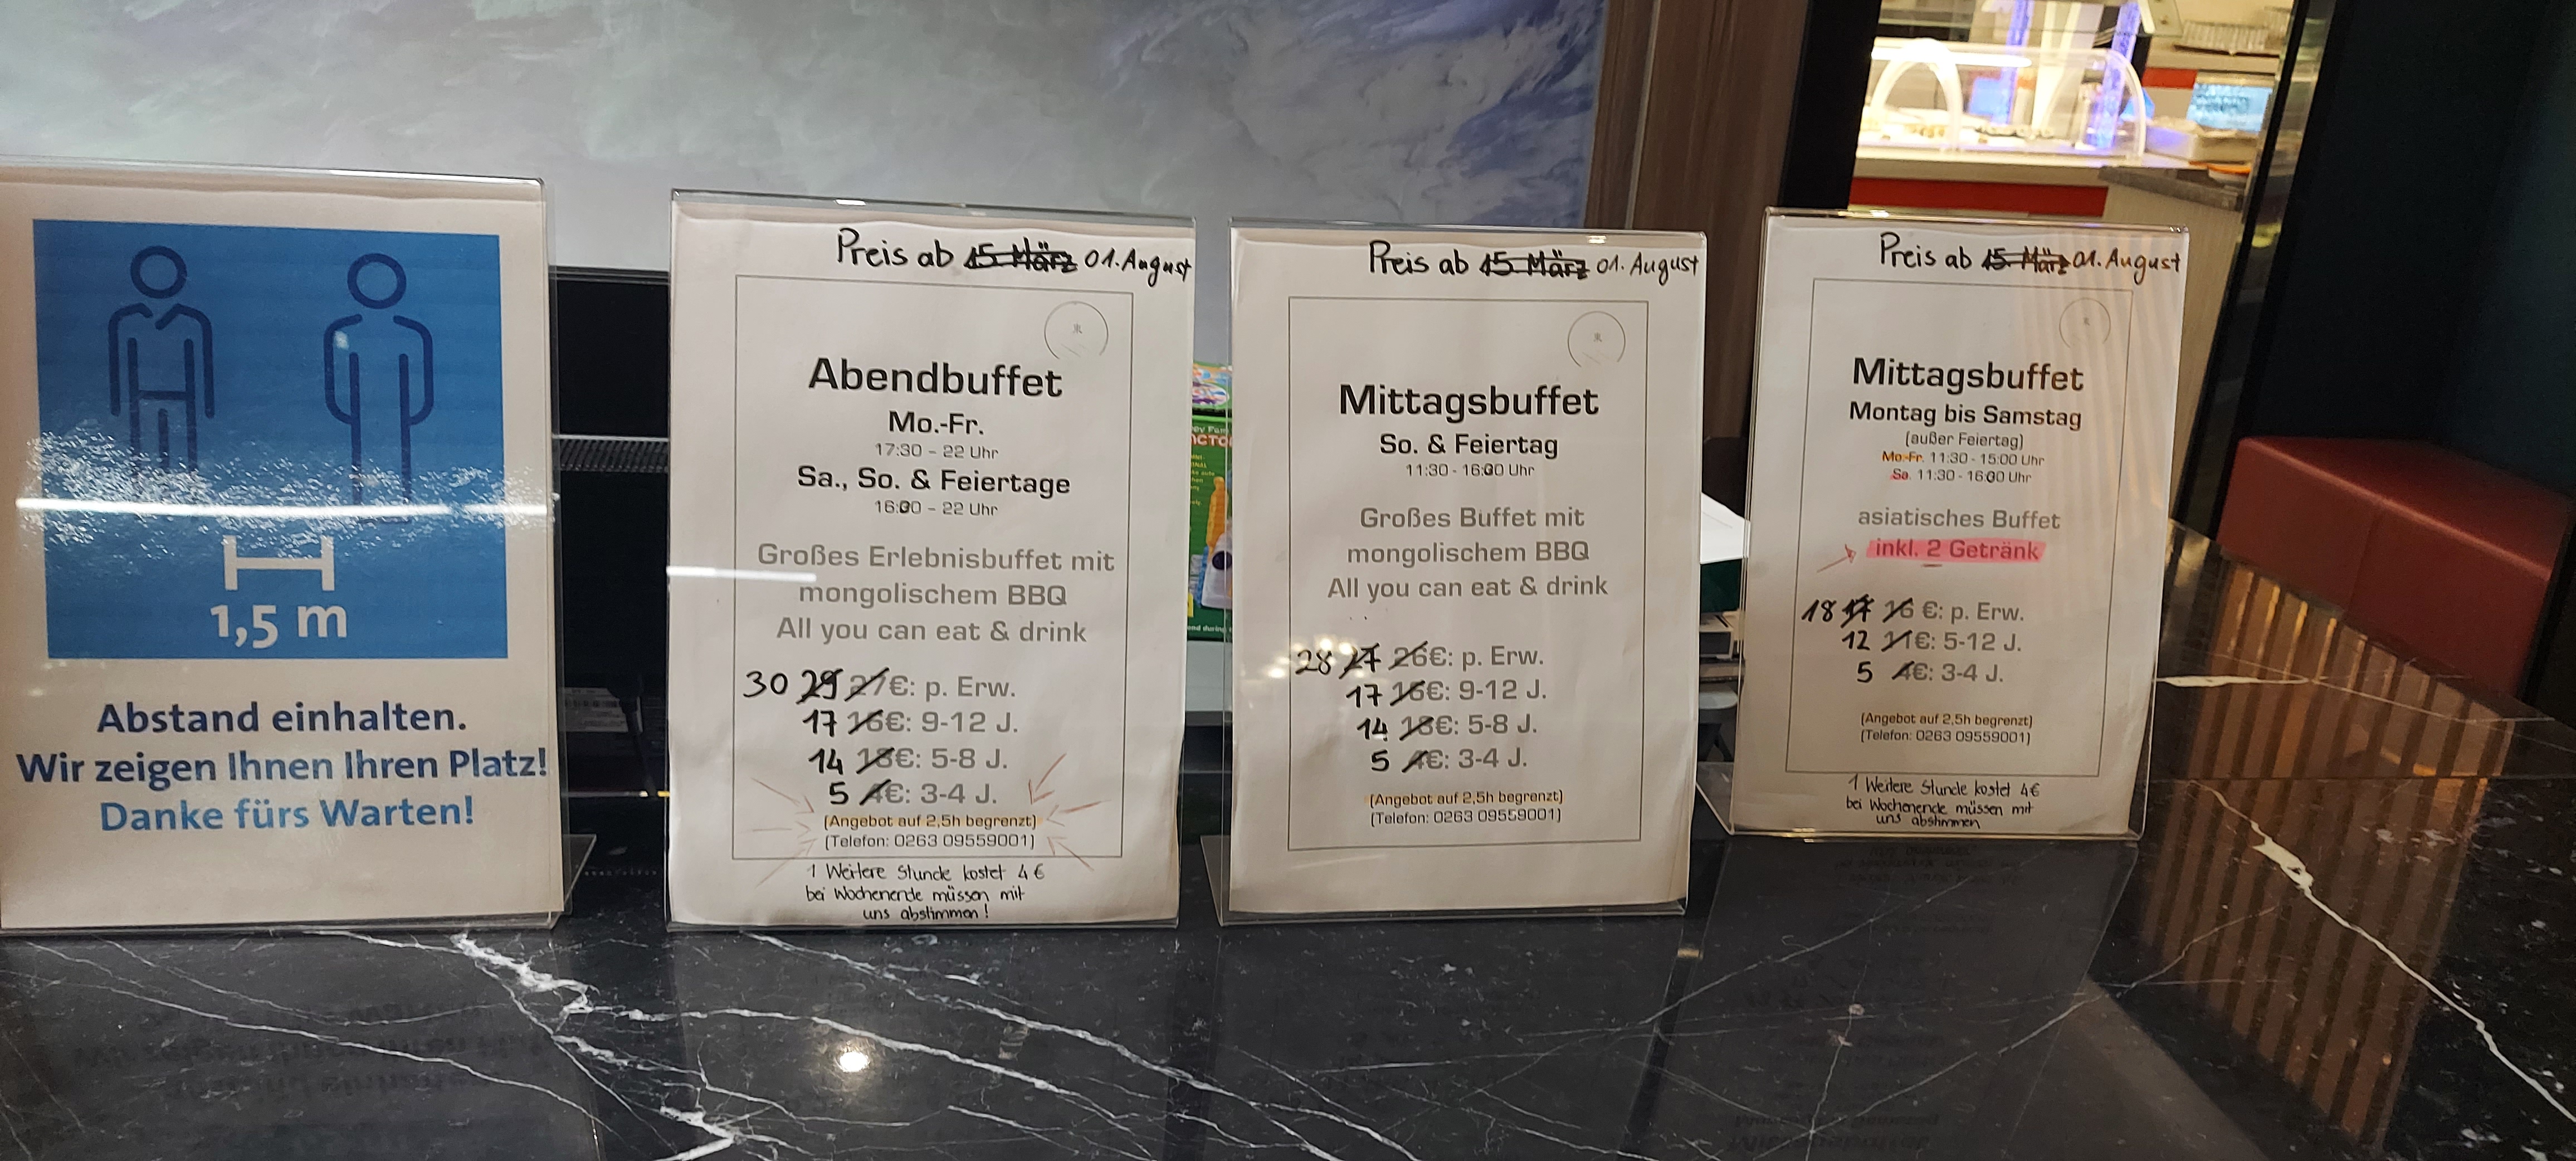 1,5 m
Abstand einhalten.
Wir zeigen Ihnen Ihren Platz!
Danke fürs Warten!
Preis ab 15. März 01. August
東
Abendbuffet
Mo.-Fr.
17:30 - 22 Uhr
Sa., So. & Feiertage
16:00 - 22 Uhr
Großes Erlebnisbuffet mit
mongolischem BBQ
All you can eat & drink
30 29 27€: p. Erw.
17 16€: 9-12 J.
14 13€: 5-8 J.
5 4€: 3-4 J.
(Angebot auf 2,5h begrenzt)
(Telefon: 0263 09559001)
1 Weitere Stunde kostet 4€
bei Wochenende müssen mit
uns abstimmen!
Preis ab 15. März 01. August
東
Mittagsbuffet
So. & Feiertag
11:30 - 16:00 Uhr
Großes Buffet mit
mongolischem BBQ
All you can eat & drink
28 27 26€: p. Erw.
17 16€: 9-12 J.
14 13€: 5-8 J.
5 4€: 3-4 J.
(Angebot auf 2,5h begrenzt)
(Telefon: 0263 09559001)
Preis ab 15. März 01. August
東
Mittagsbuffet
Montag bis Samstag
(außer Feiertag)
Mo-Fr. 11:30 - 15:00 Uhr
Sa. 11:30 - 16:00 Uhr
asiatisches Buffet
inkl. 2 Getränk
18 17 16 €: p. Erw.
12 11€: 5-12 J.
5 4€: 3-4 J.
(Angebot auf 2,5h begrenzt)
(Telefon: 0263 09559001)
1 Weitere Stunde kostet 4€
bei Wochenende müssen mit
uns abstimmen